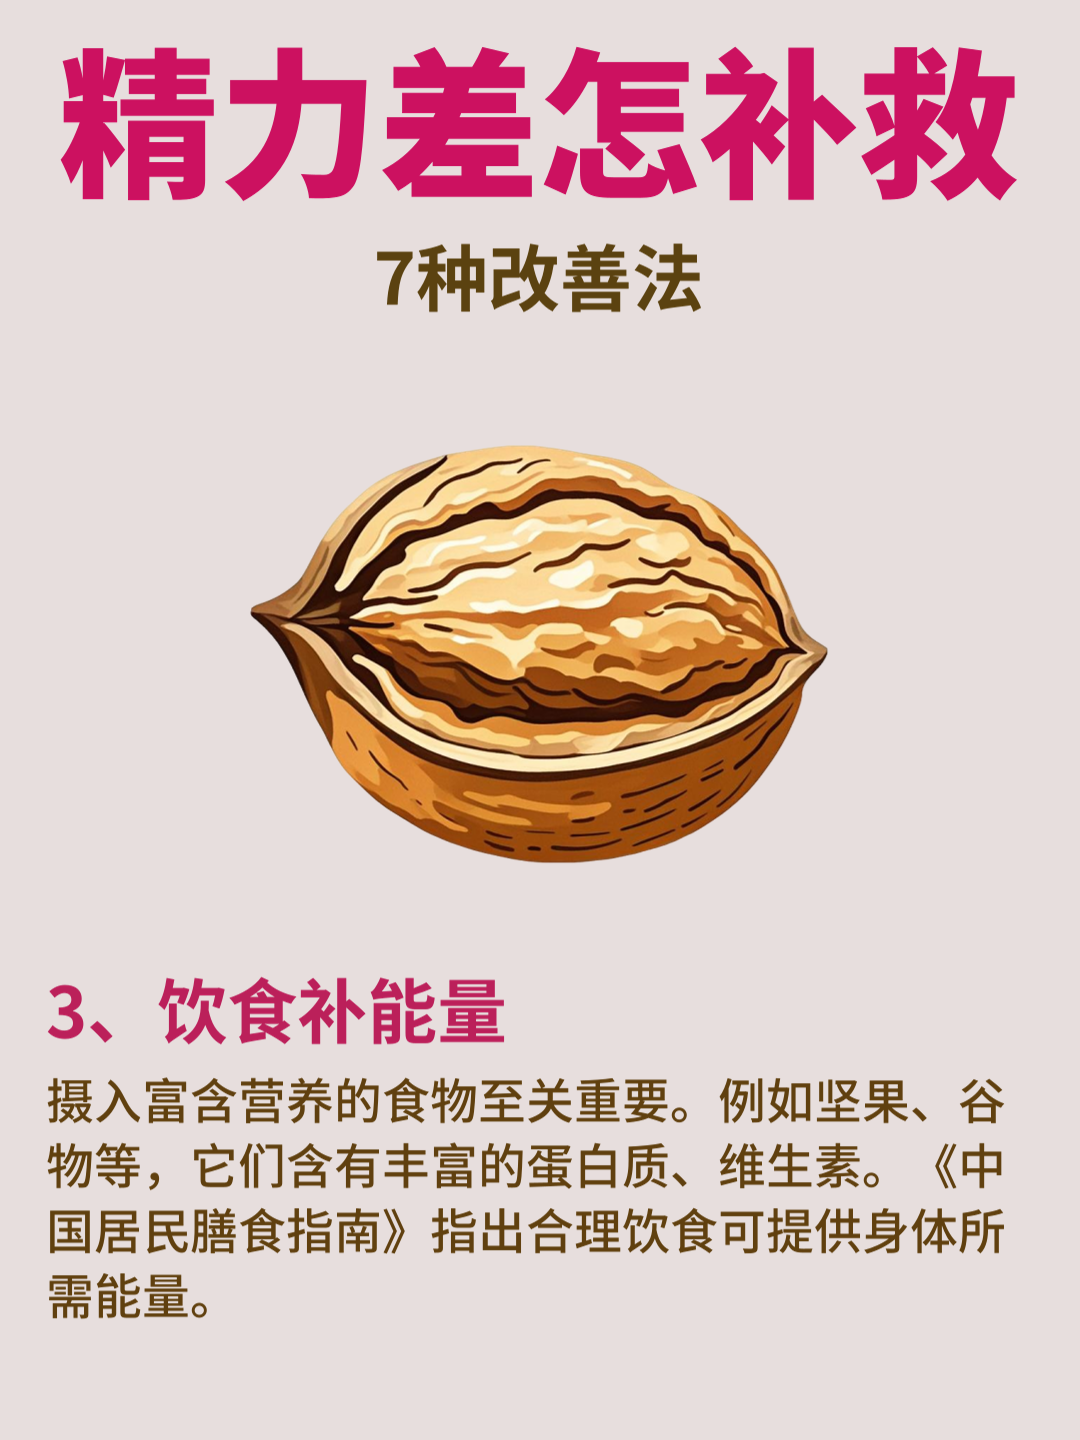 精力差怎补救
7种改善法
3、饮食补能量
摄入富含营养的食物至关重要。例如坚果、谷
物等，它们含有丰富的蛋白质、维生素。《中
国居民膳食指南》指出合理饮食可提供身体所
需能量。